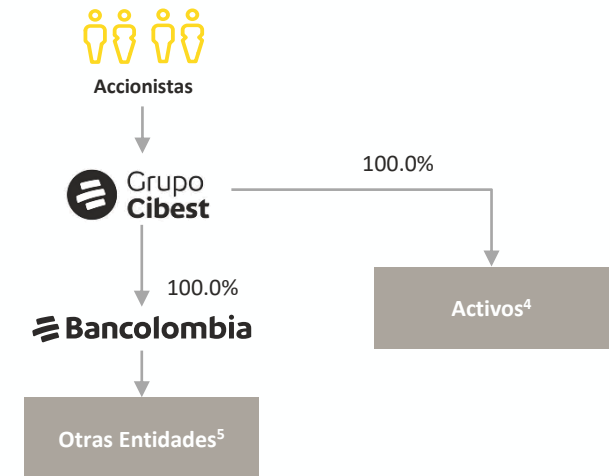 Accionistas
100.0%
Grupo
Cibest
100.0%
Bancolombia
Activos⁴
Otras Entidades⁵